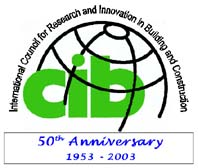 International Council for Research and Innovation in Building and Construction
cib
50th Anniversary
1953 - 2003